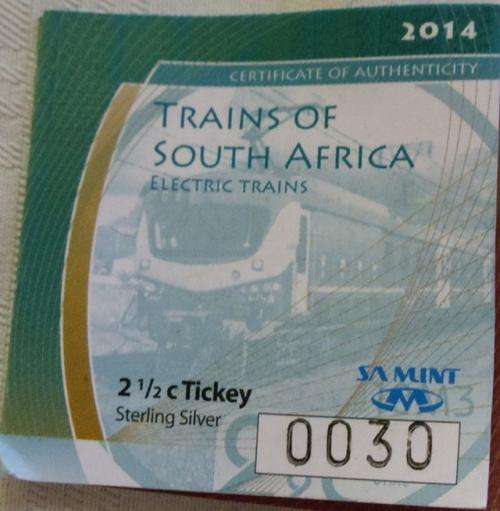 2014
CERTIFICATE OF AUTHENTICITY
TRAINS OF
SOUTH AFRICA
ELECTRIC TRAINS
2 1/2 c Tickey
Sterling Silver
SA MINT
0030